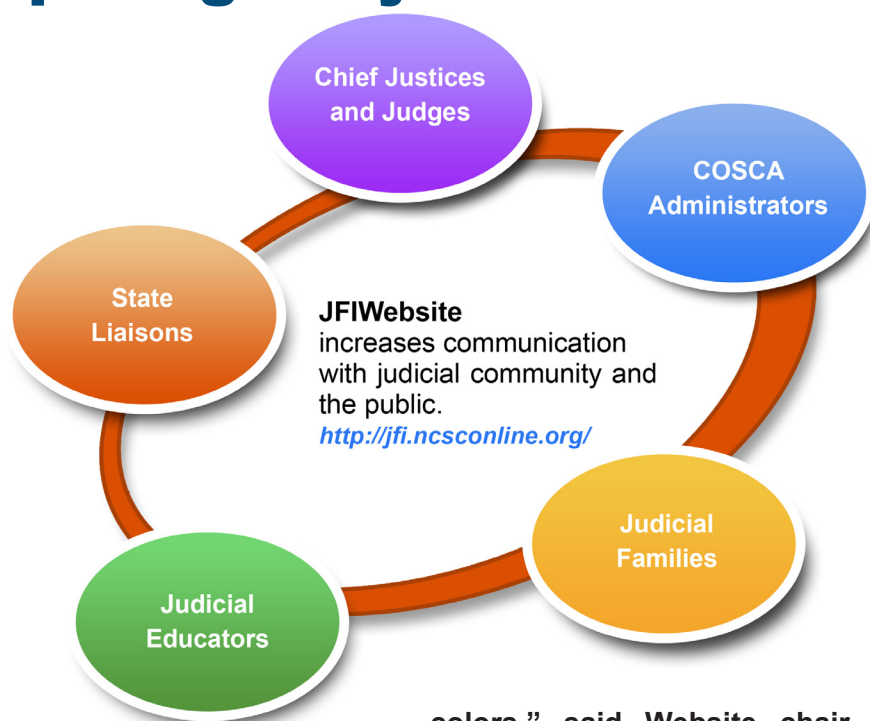 Chief Justices
and Judges
COSCA
Administrators
State
Liaisons
JFIWebsite
increases communication
with judicial community and
the public.
http://jfi.ncsconline.org/
Judicial
Families
Judicial
Educators
colors,” said Website chair